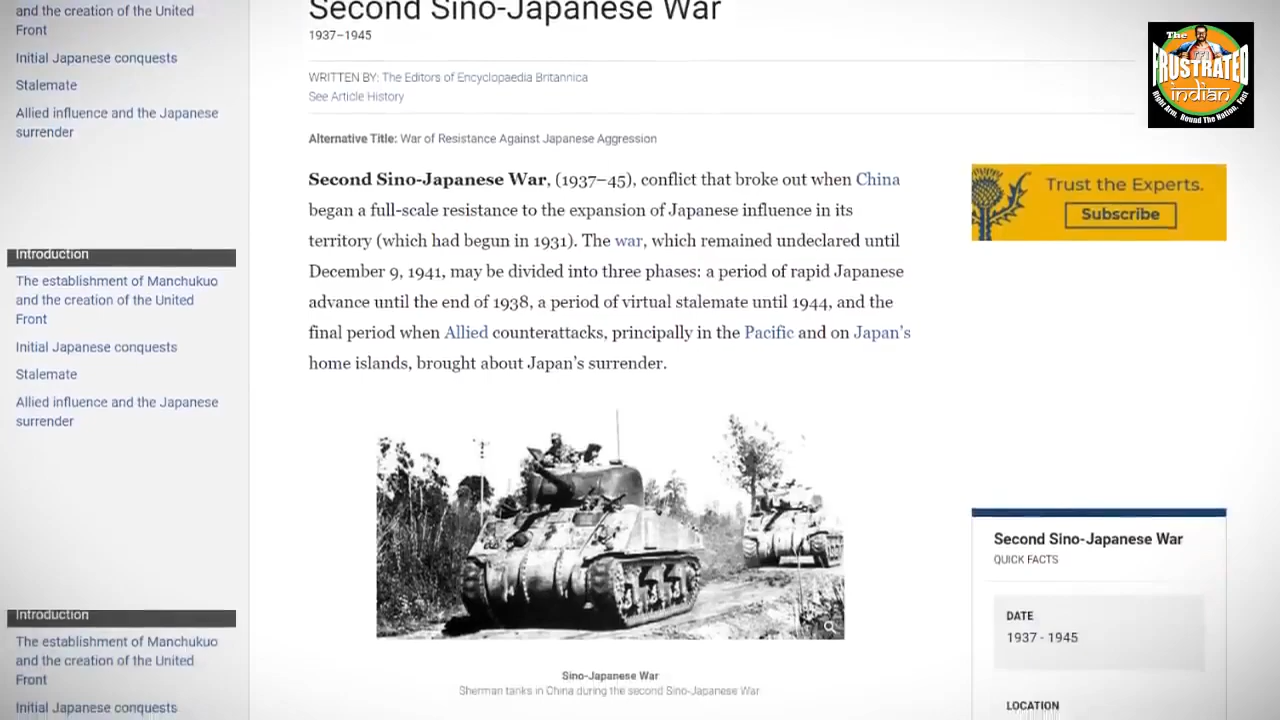 and the creation of the United
Front
Initial Japanese conquests
Stalemate
Allied influence and the Japanese
surrender
Introduction
The establishment of Manchukuo
and the creation of the United
Front
Initial Japanese conquests
Stalemate
Allied influence and the Japanese
surrender
Introduction
The establishment of Manchukuo
and the creation of the United
Front
Initial Japanese conquests
Second Sino-Japanese War
1937–1945
WRITTEN BY: The Editors of Encyclopaedia Britannica
See Article History
Alternative Title: War of Resistance Against Japanese Aggression
Second Sino-Japanese War, (1937–45), conflict that broke out when China
began a full-scale resistance to the expansion of Japanese influence in its
territory (which had begun in 1931). The war, which remained undeclared until
December 9, 1941, may be divided into three phases: a period of rapid Japanese
advance until the end of 1938, a period of virtual stalemate until 1944, and the
final period when Allied counterattacks, principally in the Pacific and on Japan's
home islands, brought about Japan's surrender.
Sino-Japanese War
Sherman tanks in China during the second Sino-Japanese War
The
FRUSTRATED
indian
Right Arm, Round The Nation, Fast
Trust the Experts.
Subscribe
Second Sino-Japanese War
QUICK FACTS
DATE
1937 - 1945
LOCATION